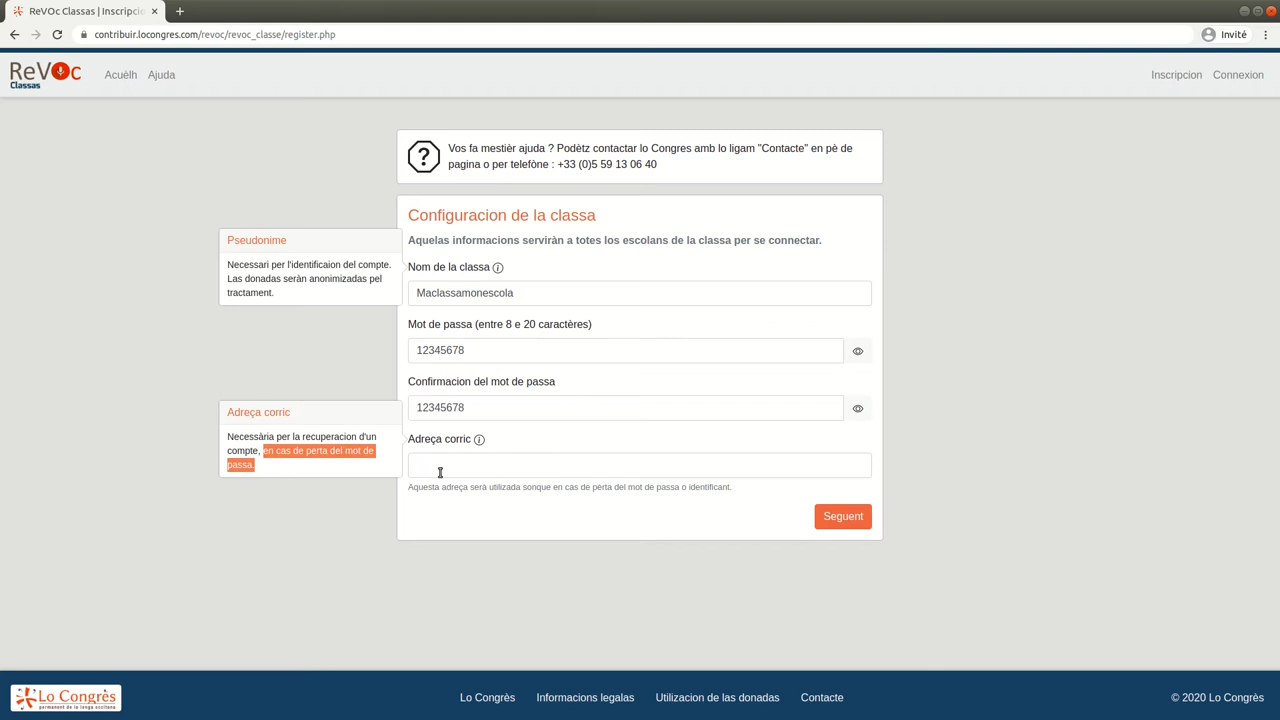 ReVOc Classas | Inscripcio
contribuir.locongres.com/revoc/revoc_classe/register.php
Invité
ReVOc
Classas
Acuèlh
Ajuda
Inscripcion
Connexion
Vos fa mestièr ajuda ? Podètz contactar lo Congres amb lo ligam "Contacte" en pè de
pagina o per telefòne : +33 (0)5 59 13 06 40
Configuracion de la classa
Aquelas informacions serviràn a totes los escolans de la classa per se connectar.
Pseudonime
Necessari per l'identificaion del compte.
Las donadas seràn anonimizadas pel
tractament.
Nom de la classa
Maclassamonescola
Mot de passa (entre 8 e 20 caractères)
12345678
Confirmacion del mot de passa
12345678
Adreça corric
Necessària per la recuperacion d'un
compte, en cas de perta del mot de
passa.
Adreça corric
Aquesta adreça serà utilizada sonque en cas de pèrta del mot de passa o identificant.
Seguent
Lo Congrès
permanent de la lenga occitana
Lo Congrès
Informacions legalas
Utilizacion de las donadas
Contacte
© 2020 Lo Congrès